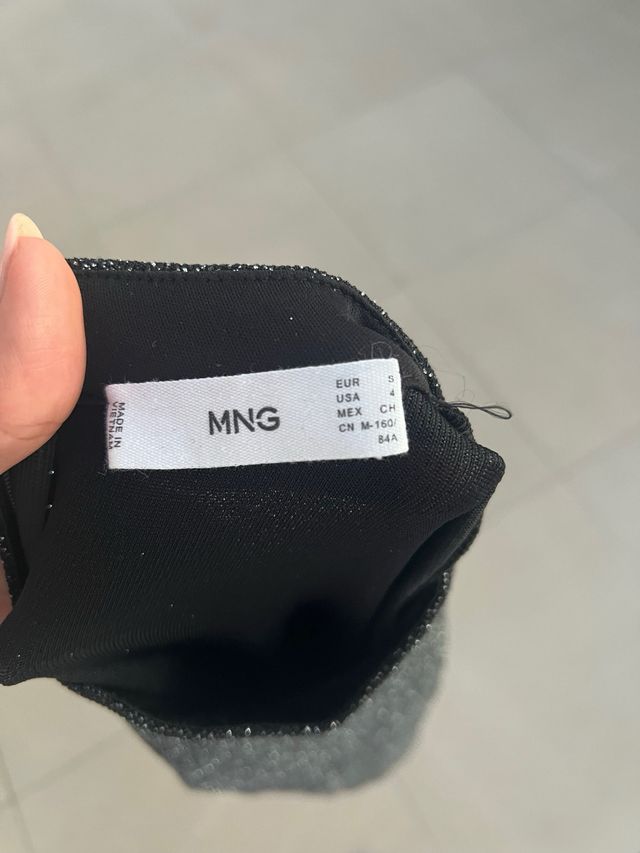 MADE IN
VIETNAM
MNG
EUR S
USA 4
MEX CH
CN M-160/
84A